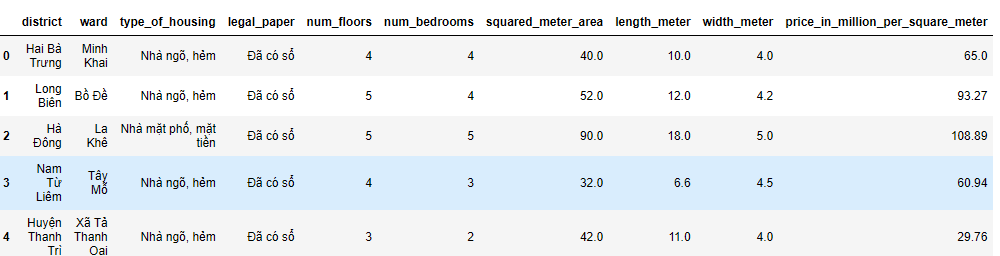 district ward type_of_housing legal_paper num_floors num_bedrooms squared_meter_area length_meter width_meter price_in_million_per_square_meter
0 Hai Bà Trưng Minh Khai Nhà ngõ, hẻm Đã có sổ 4 4 40.0 10.0 4.0 65.0
1 Long Biên Bồ Đề Nhà ngõ, hẻm Đã có sổ 5 4 52.0 12.0 4.2 93.27
2 Hà Đông La Khê Nhà mặt phố, mặt tiền Đã có sổ 5 5 90.0 18.0 5.0 108.89
3 Nam Từ Liêm Tây Mỗ Nhà ngõ, hẻm Đã có sổ 4 3 32.0 6.6 4.5 60.94
4 Huyện Thanh Trì Xã Tả Thanh Oai Nhà ngõ, hẻm Đã có sổ 3 2 42.0 11.0 4.0 29.76